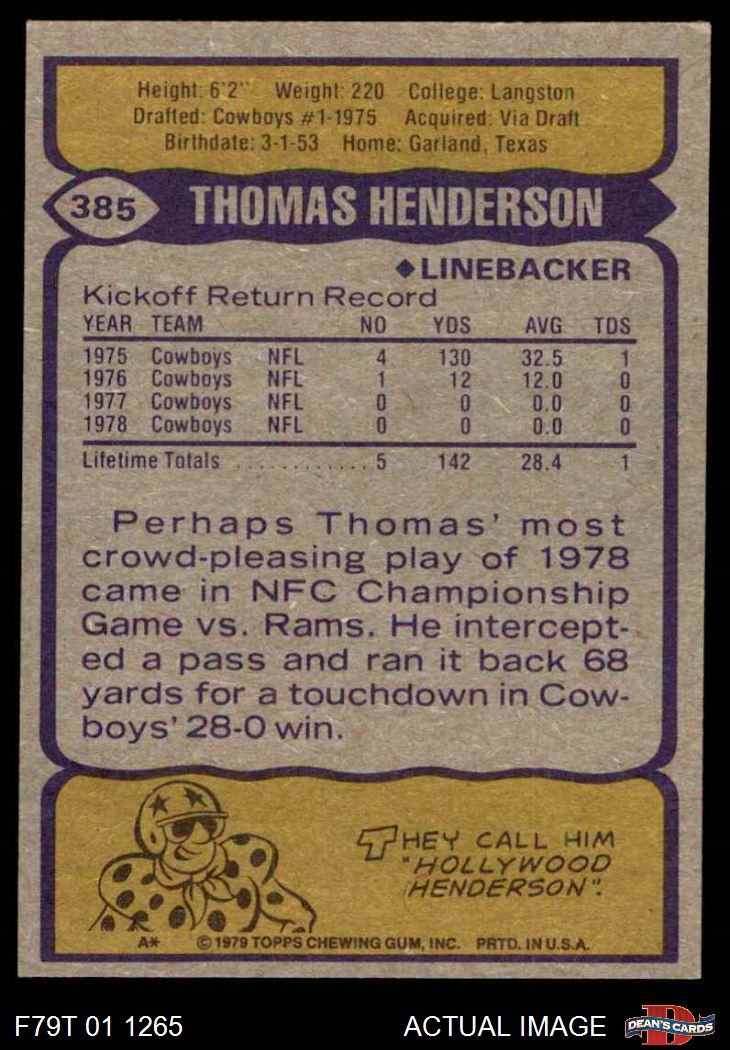 Height: 6'2" Weight: 220 College: Langston
Drafted: Cowboys #1-1975 Acquired: Via Draft
Birthdate: 3-1-53 Home: Garland, Texas
385 THOMAS HENDERSON
◆LINEBACKER
Kickoff Return Record
YEAR TEAM NO YDS AVG TDS
1975 Cowboys NFL 4 130 32.5 1
1976 Cowboys NFL 1 12 12.0 0
1977 Cowboys NFL 0 0 0.0 0
1978 Cowboys NFL 0 0 0.0 0
Lifetime Totals . . . . . . . . . . . . 5 142 28.4 1
Perhaps Thomas' most
crowd-pleasing play of 1978
came in NFC Championship
Game vs. Rams. He intercept-
ed a pass and ran it back 68
yards for a touchdown in Cow-
boys' 28-0 win.
THEY CALL HIM
"HOLLYWOOD
HENDERSON".
A* © 1979 TOPPS CHEWING GUM, INC. PRTD. IN U.S.A.
F79T 01 1265 ACTUAL IMAGE D DEAN'S CARDS